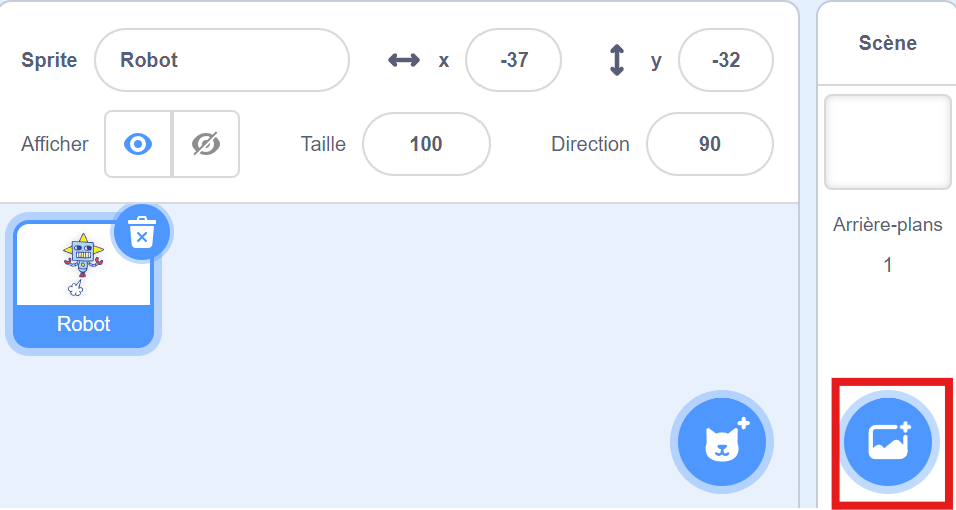 Sprite Robot x -37 y -32
Afficher Taille 100 Direction 90
Robot
Scène
Arrière-plans
1